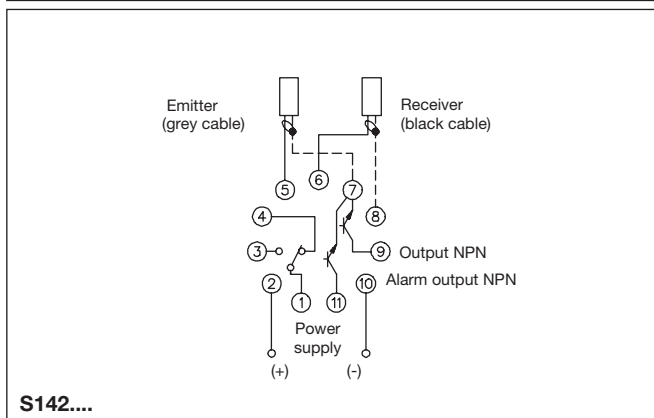 Emitter
(grey cable)
Receiver
(black cable)
5
6
7
8
4
3
9 Output NPN
2
1
11
10 Alarm output NPN
Power
supply
(+)
(-)
S142....